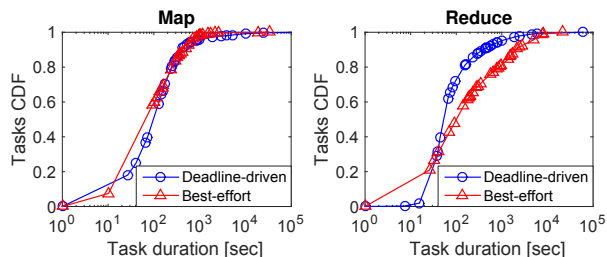 Map
Tasks CDF
1
0.8
0.6
0.4
0.2
0
10^0
10^1
10^2
10^3
10^4
10^5
Task duration [sec]
Deadline-driven
Best-effort
Reduce
Tasks CDF
1
0.8
0.6
0.4
0.2
0
10^0
10^1
10^2
10^3
10^4
10^5
Task duration [sec]
Deadline-driven
Best-effort